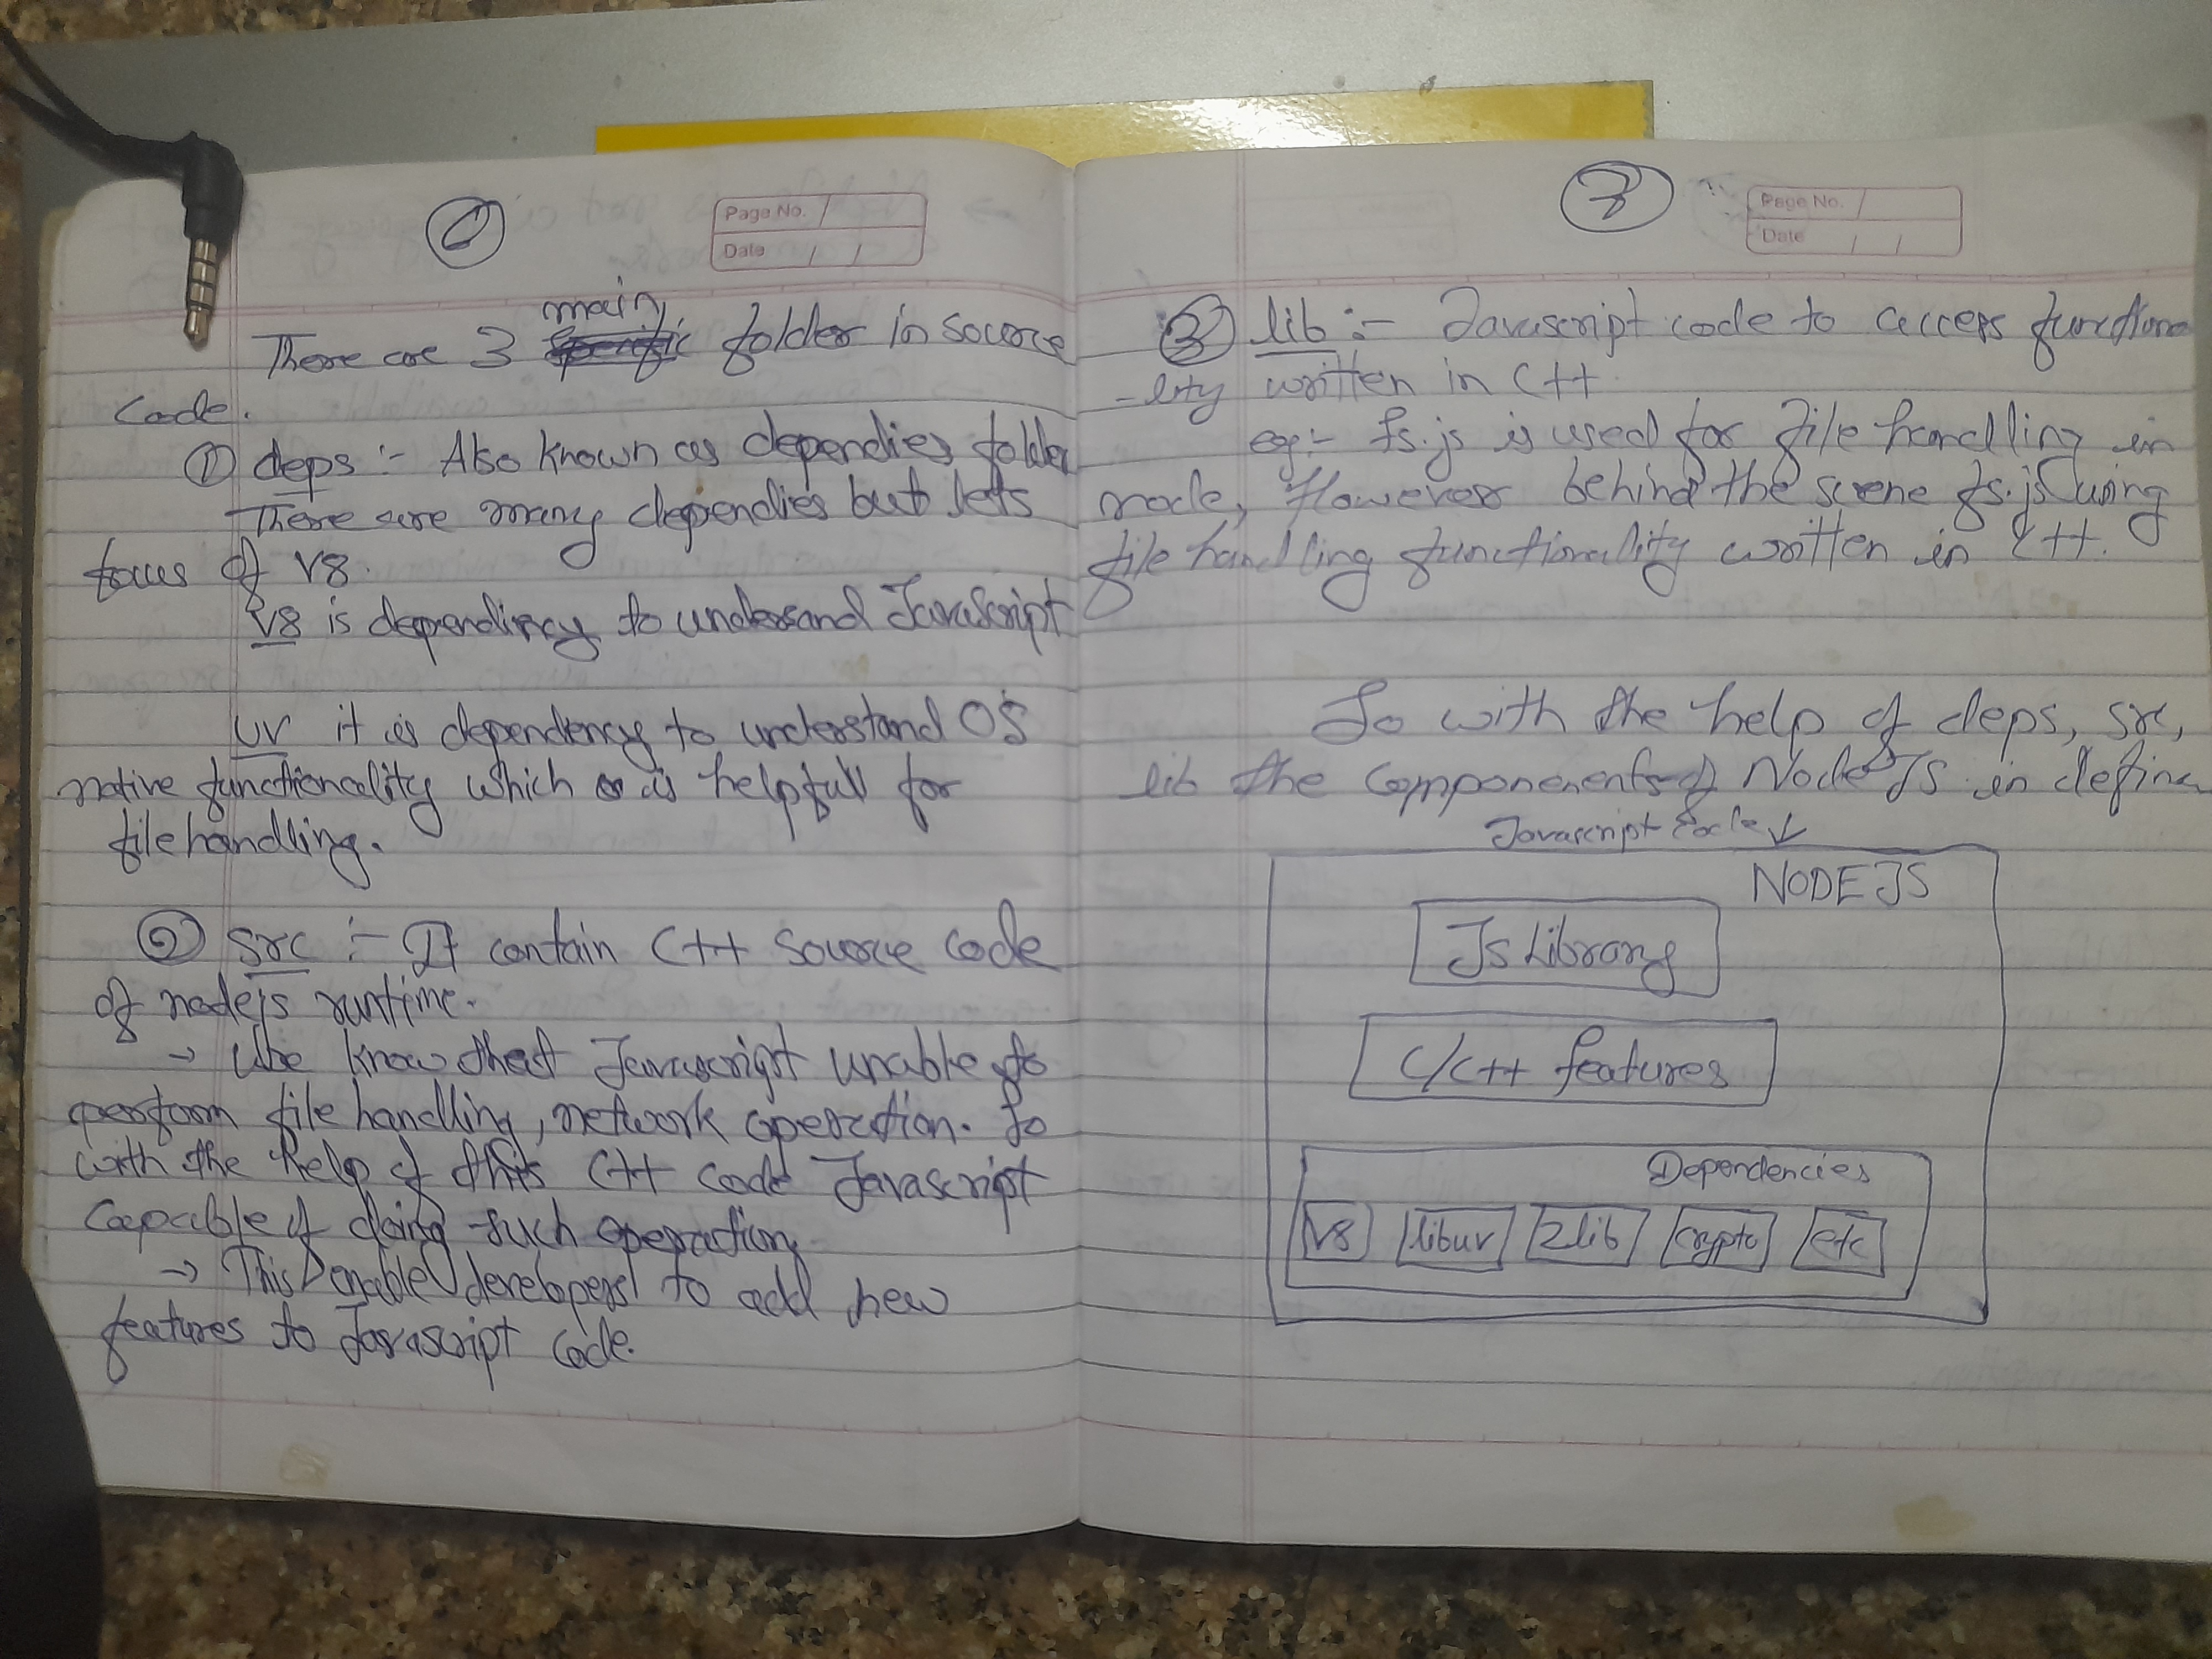 6
Page No.
Date / /
main
There are 3 folder in source
code.
① deps :- Also known as dependies folder
There are many dependies but lets
focus of V8.
V8 is dependincy to undersand JavaScript
UV it is dependency to understand OS
native functionality which is helpfull for
filehandling.
② src :- It contain C++ source code
of nodejs runtime.
→ We know that Javascript unable to
perform file handling, network operation. So
with the help of this C++ code Javascript
capable of doing such operation
→ This enable developers to add new
features to Javascript code.
7
Page No.
Date / /
③ lib :- Javascript code to access functiona
-lity written in C++
eg:- fs.js is used for file handling in
node, However behind the scene fs.js using
file handling functionality written in C++.
So with the help of deps, src,
lib the componenents of Node JS in define
Javascript Code ↓
NODE JS
Js Library
C/C++ features
Dependencies
V8 libuv zlib crypto etc